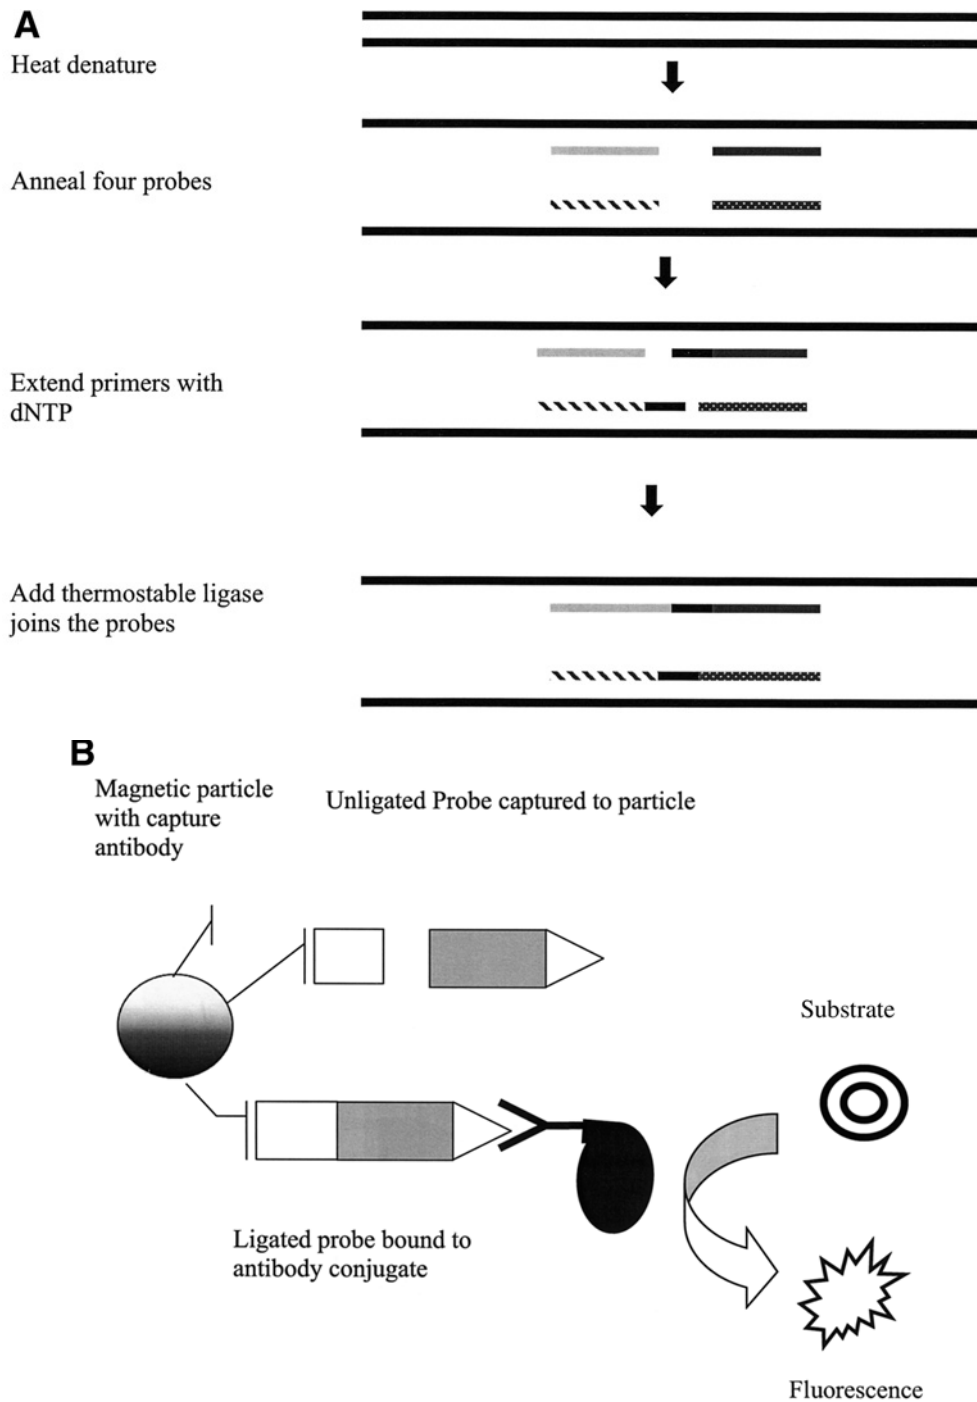 A
Heat denature
Anneal four probes
Extend primers with
dNTP
Add thermostable ligase
joins the probes
B
Magnetic particle
with capture
antibody
Unligated Probe captured to particle
Substrate
Ligated probe bound to
antibody conjugate
Fluorescence